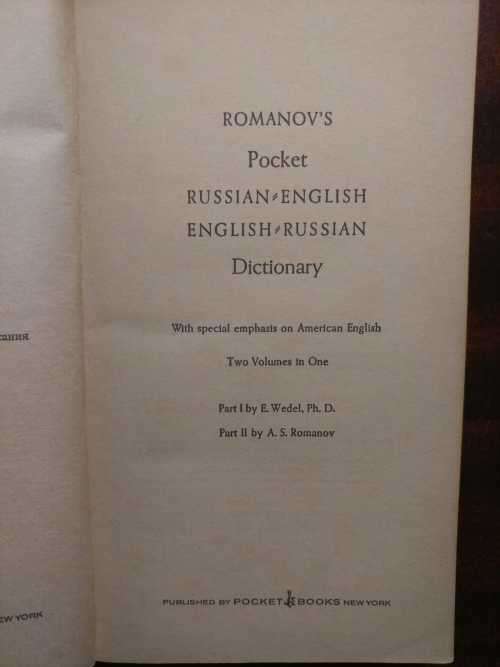 ROMANOV'S
Pocket
RUSSIAN⸗ENGLISH
ENGLISH⸗RUSSIAN
Dictionary
With special emphasis on American English
Two Volumes in One
Part I by E. Wedel, Ph. D.
Part II by A. S. Romanov
PUBLISHED BY POCKET BOOKS NEW YORK